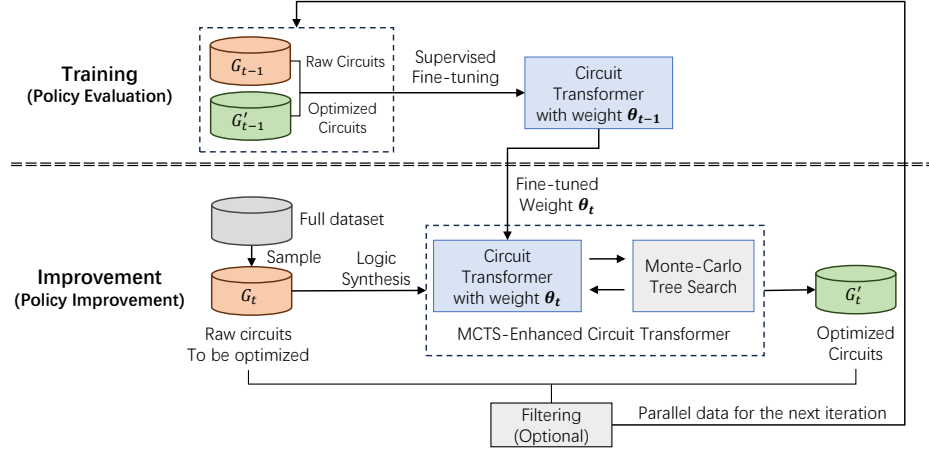 Training
(Policy Evaluation)
G_{t−1}
Raw Circuits
G'_{t−1}
Optimized
Circuits
Supervised
Fine-tuning
Circuit
Transformer
with weight θ_{t−1}
Fine-tuned
Weight θ_t
Improvement
(Policy Improvement)
Full dataset
Sample
G_t
Raw circuits
To be optimized
Logic
Synthesis
Circuit
Transformer
with weight θ_t
Monte-Carlo
Tree Search
MCTS-Enhanced Circuit Transformer
G'_t
Optimized
Circuits
Filtering
(Optional)
Parallel data for the next iteration